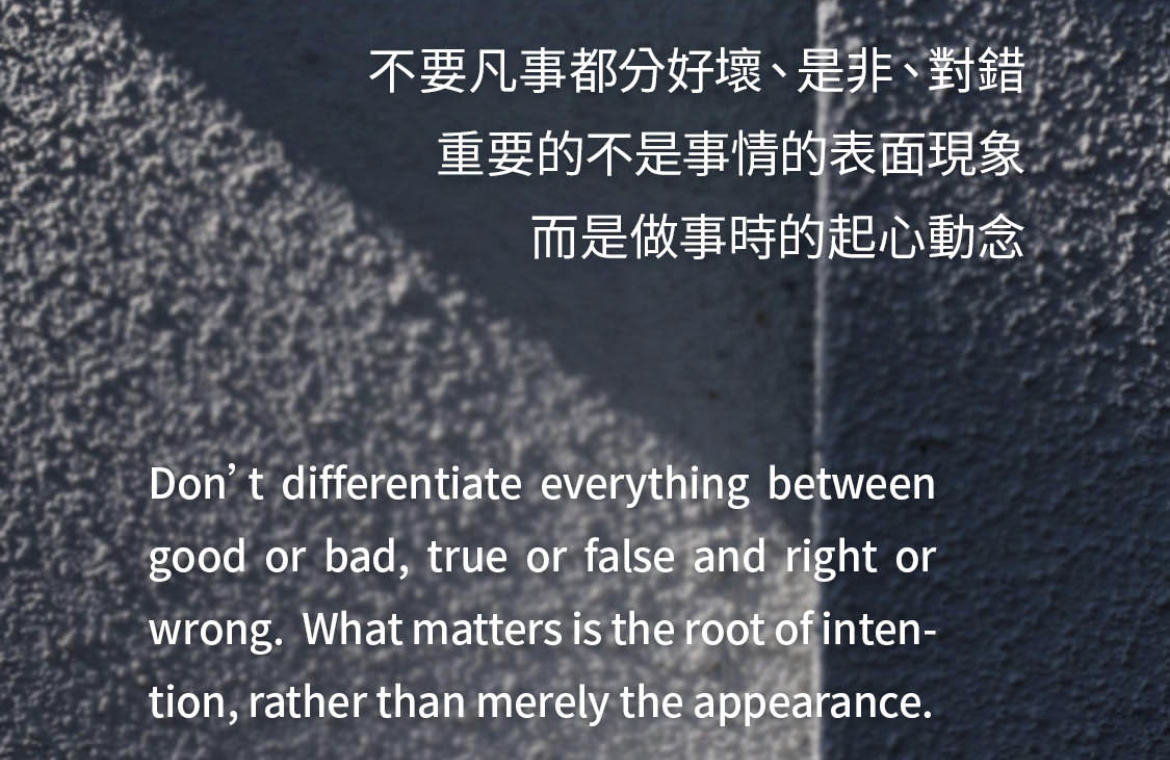 不要凡事都分好壞、是非、對錯
重要的不是事情的表面現象
而是做事時的起心動念
Don’t differentiate everything between
good or bad, true or false and right or
wrong. What matters is the root of inten-
tion, rather than merely the appearance.